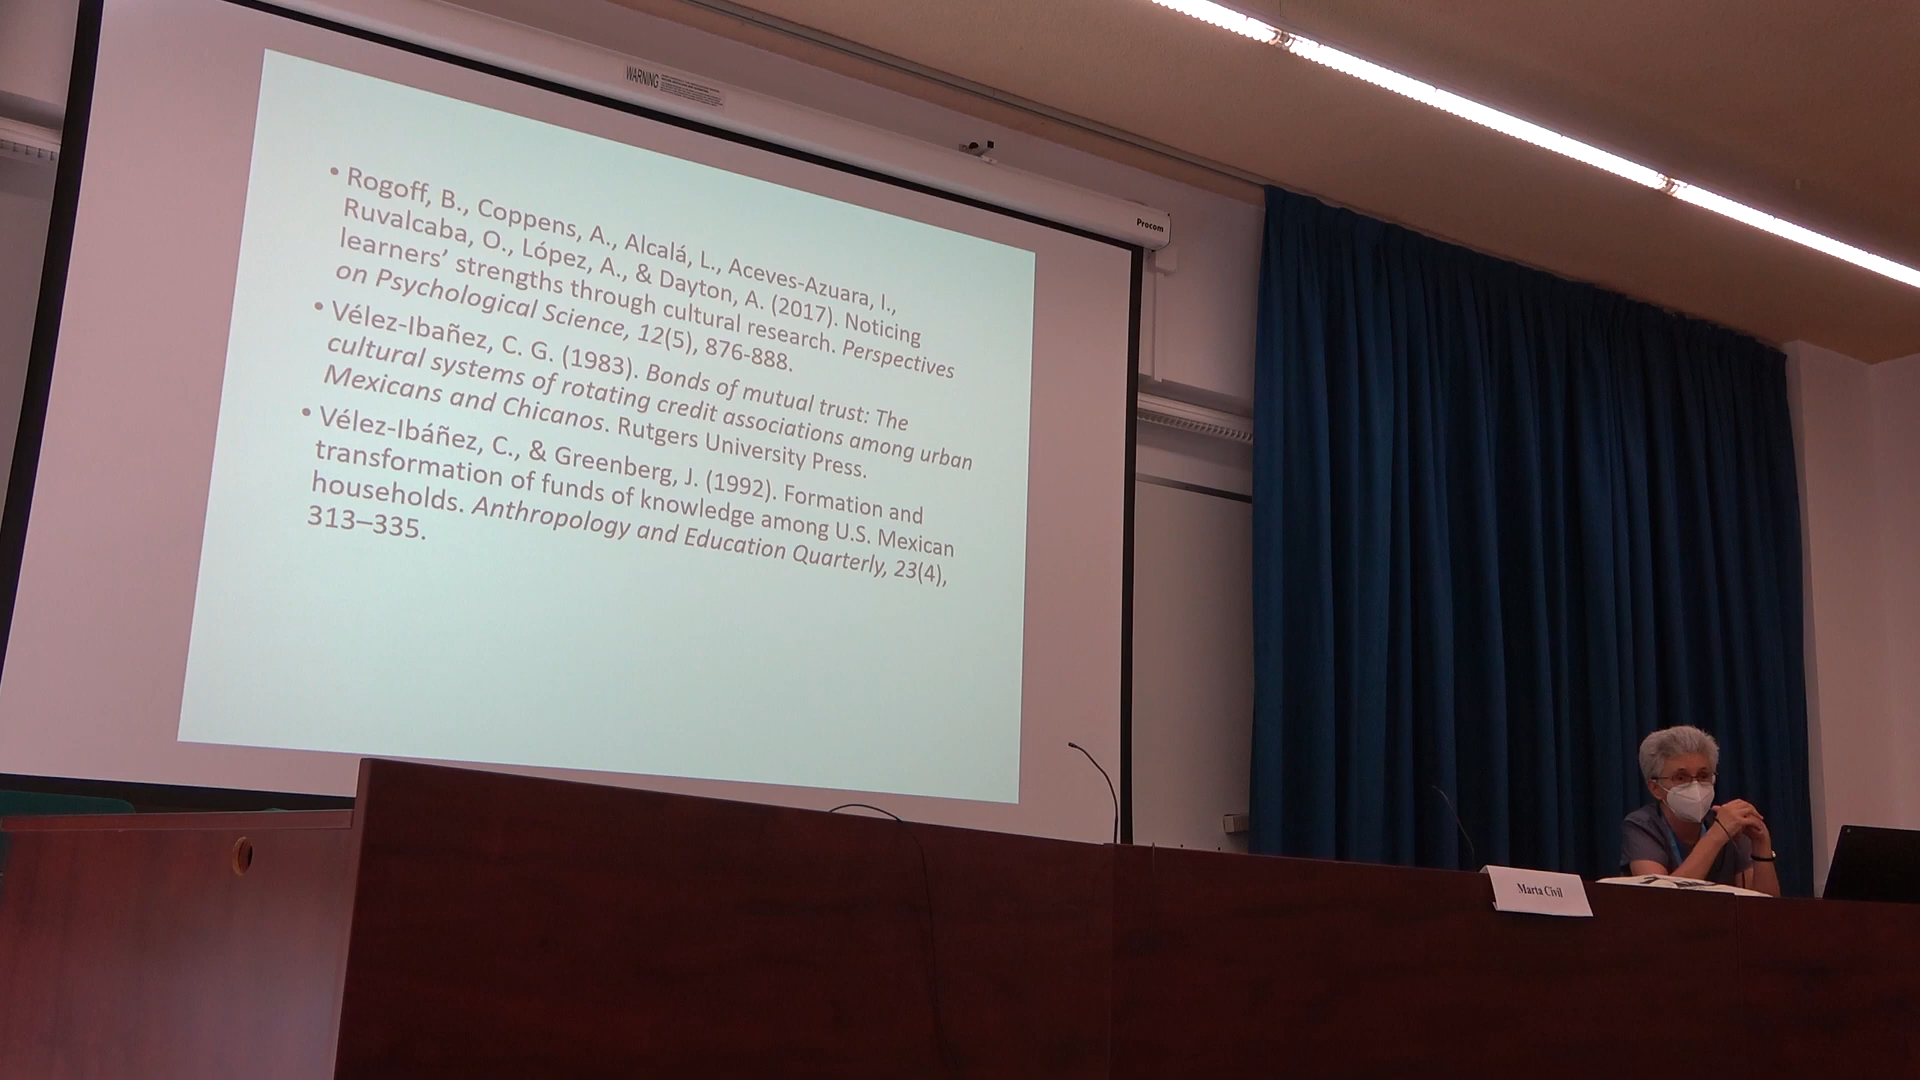 WARNING
Procom
• Rogoff, B., Coppens, A., Alcalá, L., Aceves-Azuara, I.,
Ruvalcaba, O., López, A., & Dayton, A. (2017). Noticing
learners’ strengths through cultural research. Perspectives
on Psychological Science, 12(5), 876-888.
• Vélez-Ibañez, C. G. (1983). Bonds of mutual trust: The
cultural systems of rotating credit associations among urban
Mexicans and Chicanos. Rutgers University Press.
• Vélez-Ibáñez, C., & Greenberg, J. (1992). Formation and
transformation of funds of knowledge among U.S. Mexican
households. Anthropology and Education Quarterly, 23(4),
313–335.
Marta Civil